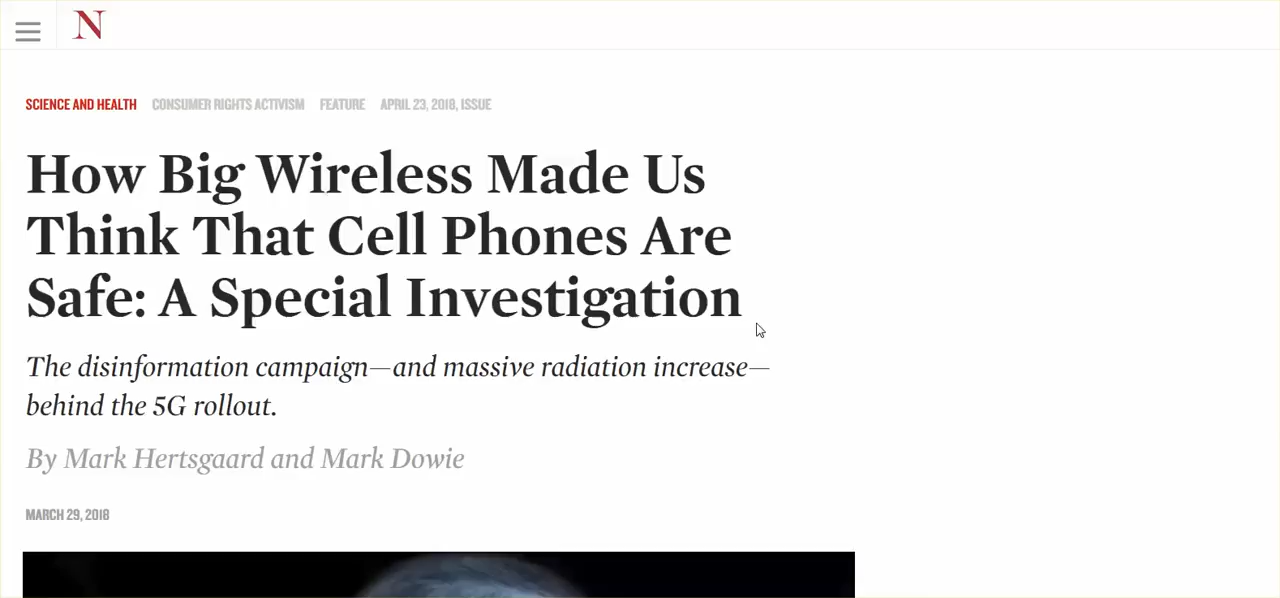 N
SCIENCE AND HEALTH CONSUMER RIGHTS ACTIVISM FEATURE APRIL 23, 2018, ISSUE
How Big Wireless Made Us
Think That Cell Phones Are
Safe: A Special Investigation
The disinformation campaign—and massive radiation increase—
behind the 5G rollout.
By Mark Hertsgaard and Mark Dowie
MARCH 29, 2018